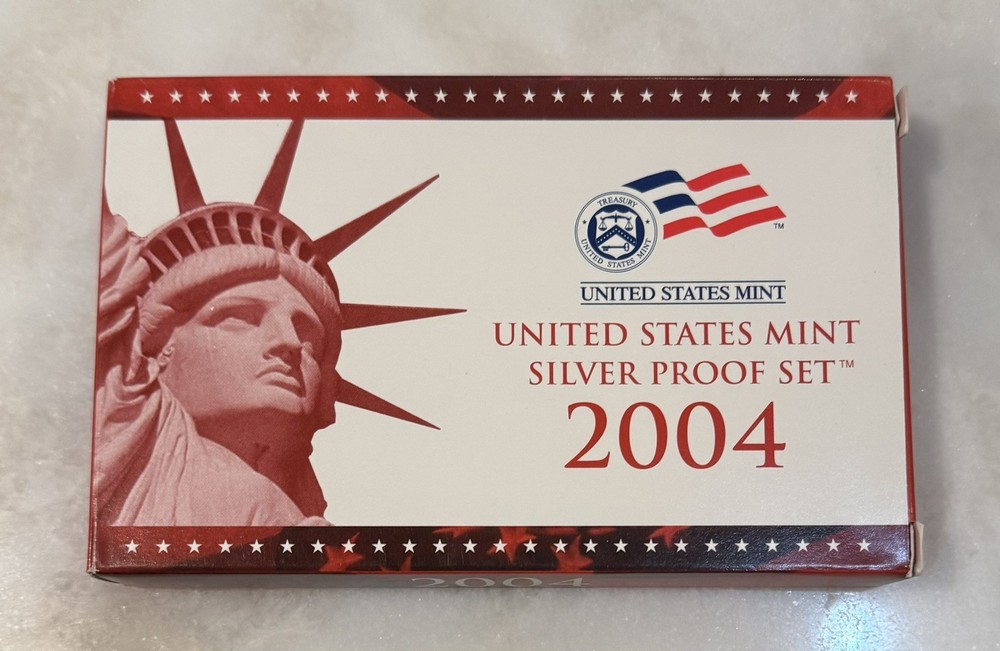 TREASURY
UNITED STATES MINT
TM
UNITED STATES MINT
UNITED STATES MINT
SILVER PROOF SET™
2004
2004